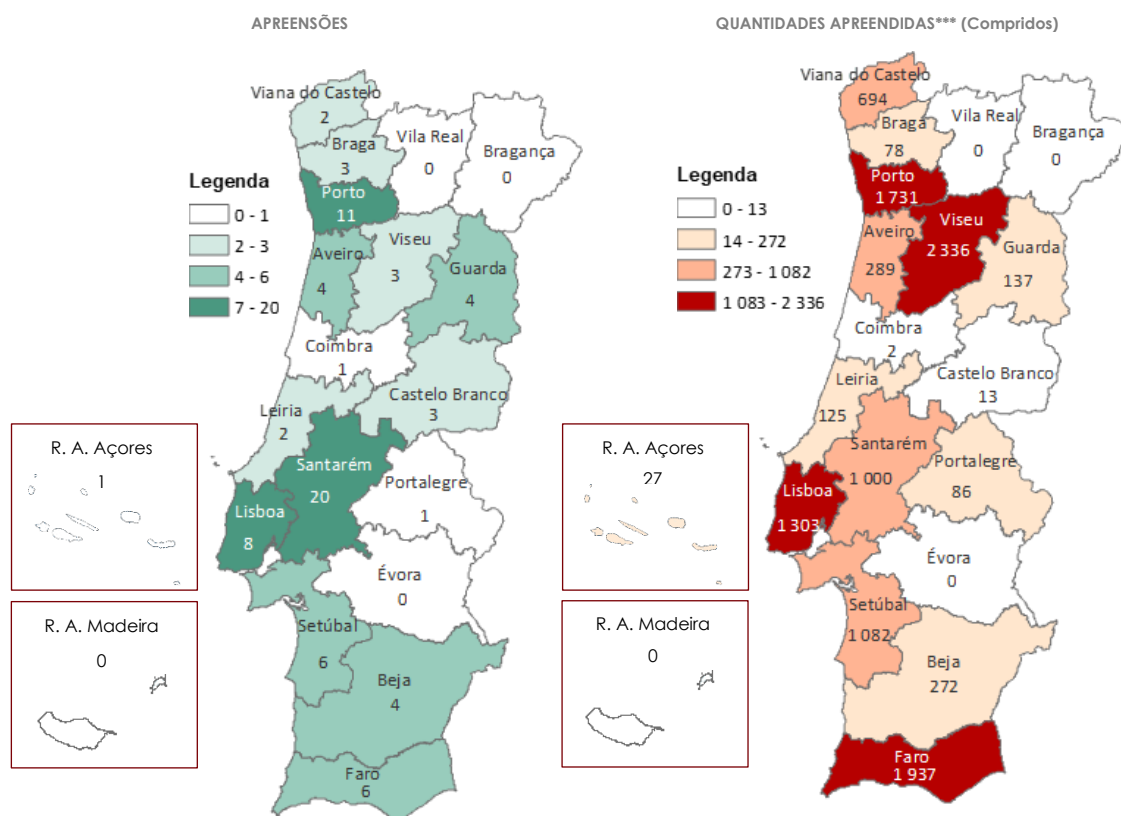 APREENSÕES
Viana do Castelo
2
Braga
3
Vila Real
0
Bragança
0
Porto
11
Legenda
0 - 1
2 - 3
4 - 6
7 - 20
Aveiro
4
Viseu
3
Guarda
4
Coimbra
1
Castelo Branco
3
Leiria
2
Santarém
20
Portalegre
1
Lisboa
8
Évora
0
Setúbal
6
Beja
4
Faro
6
R. A. Açores
1
R. A. Madeira
0
QUANTIDADES APREENDIDAS*** (Compridos)
Viana do Castelo
694
Braga
78
Vila Real
0
Bragança
0
Porto
1 731
Legenda
0 - 13
14 - 272
273 - 1 082
1 083 - 2 336
Aveiro
289
Viseu
2 336
Guarda
137
Coimbra
2
Castelo Branco
13
Leiria
125
Santarém
1 000
Portalegre
86
Lisboa
1 303
Évora
0
Setúbal
1 082
Beja
272
Faro
1 937
R. A. Açores
27
R. A. Madeira
0